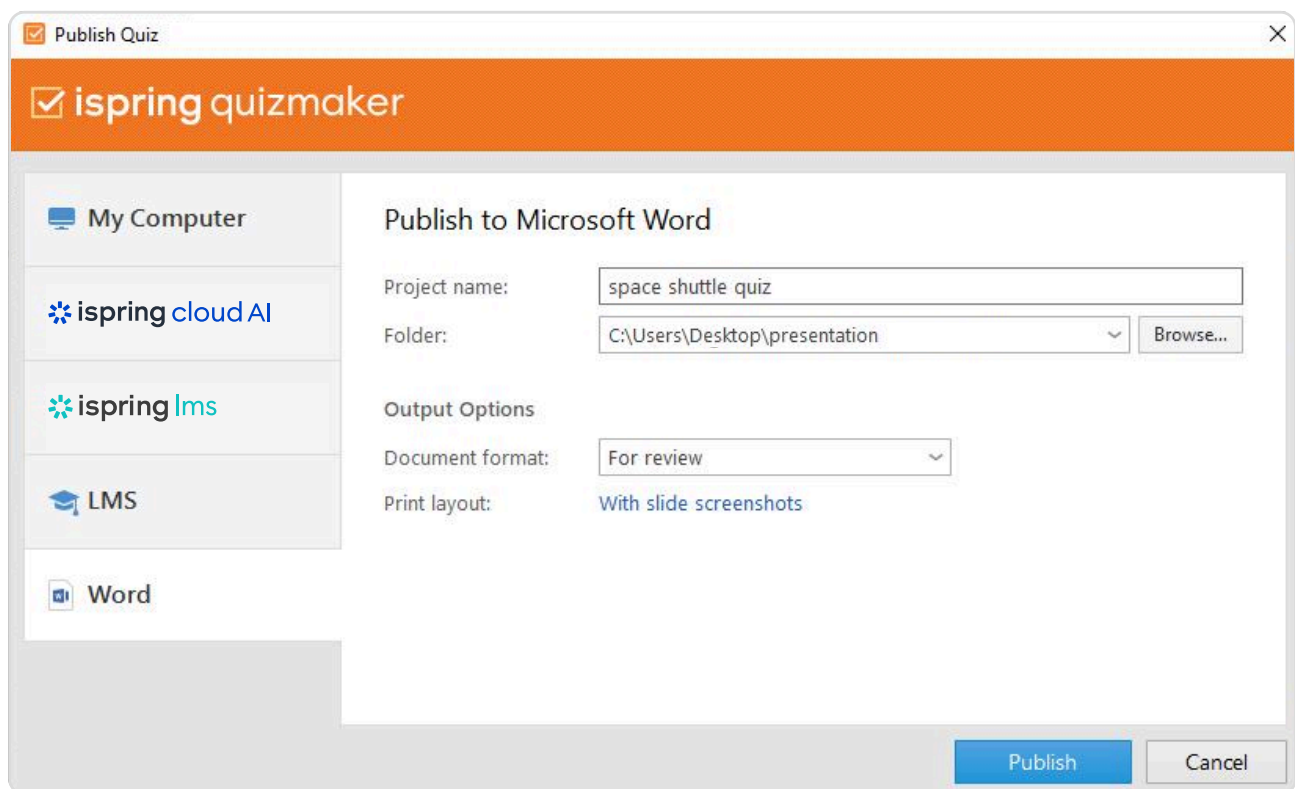 Publish Quiz
ispring quizmaker
My Computer
ispring cloud AI
ispring lms
LMS
Word
Publish to Microsoft Word
Project name: space shuttle quiz
Folder: C:\Users\Desktop\presentation Browse...
Output Options
Document format: For review
Print layout: With slide screenshots
Publish Cancel